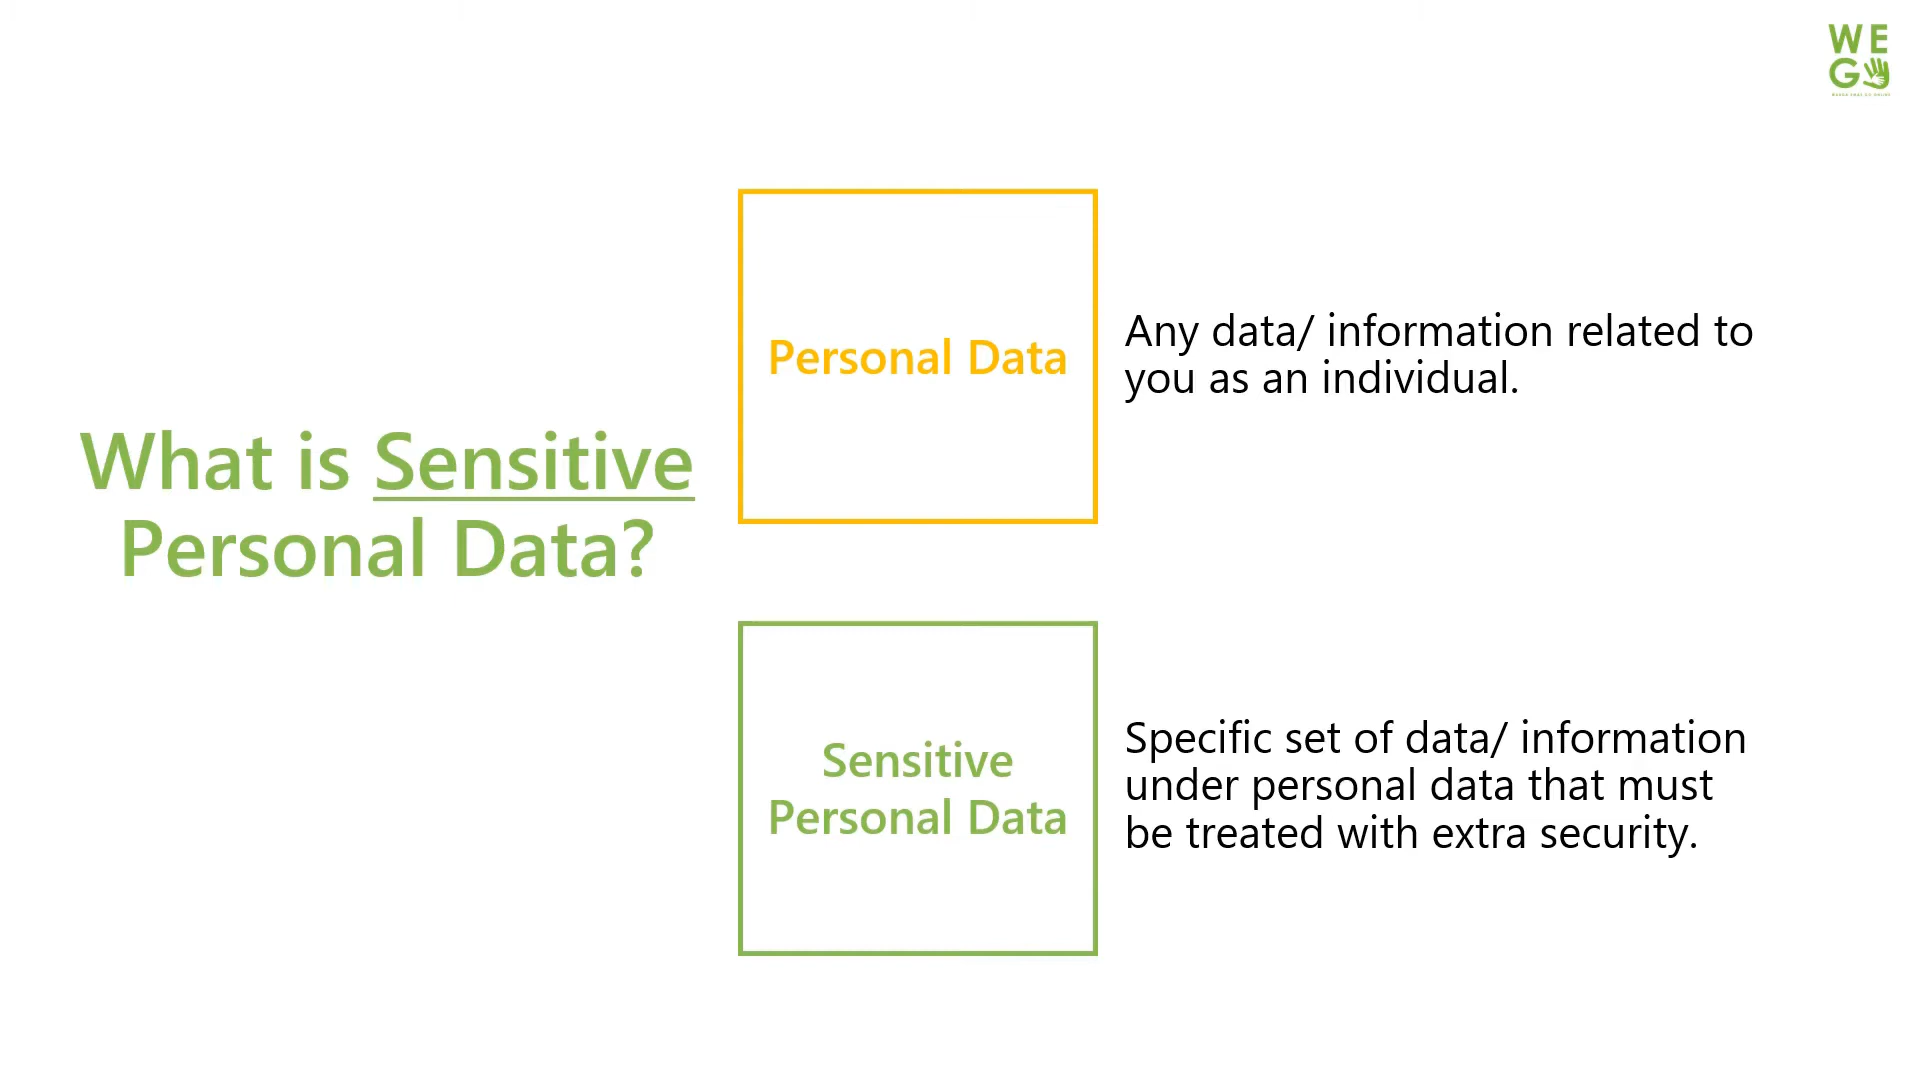 WE
G
What is Sensitive
Personal Data?
Personal Data
Any data/ information related to
you as an individual.
Sensitive
Personal Data
Specific set of data/ information
under personal data that must
be treated with extra security.